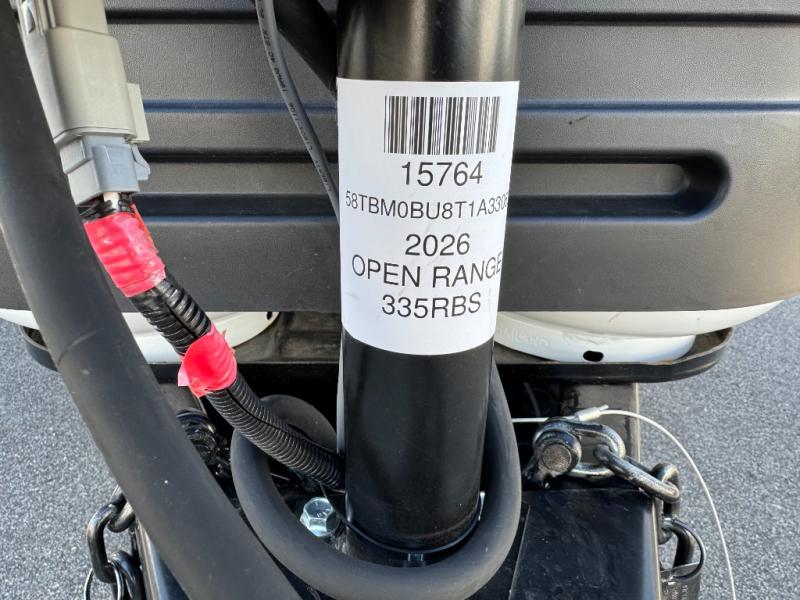 15764
58TBM0BU8T1A330
2026
OPEN RANGE
335RBS